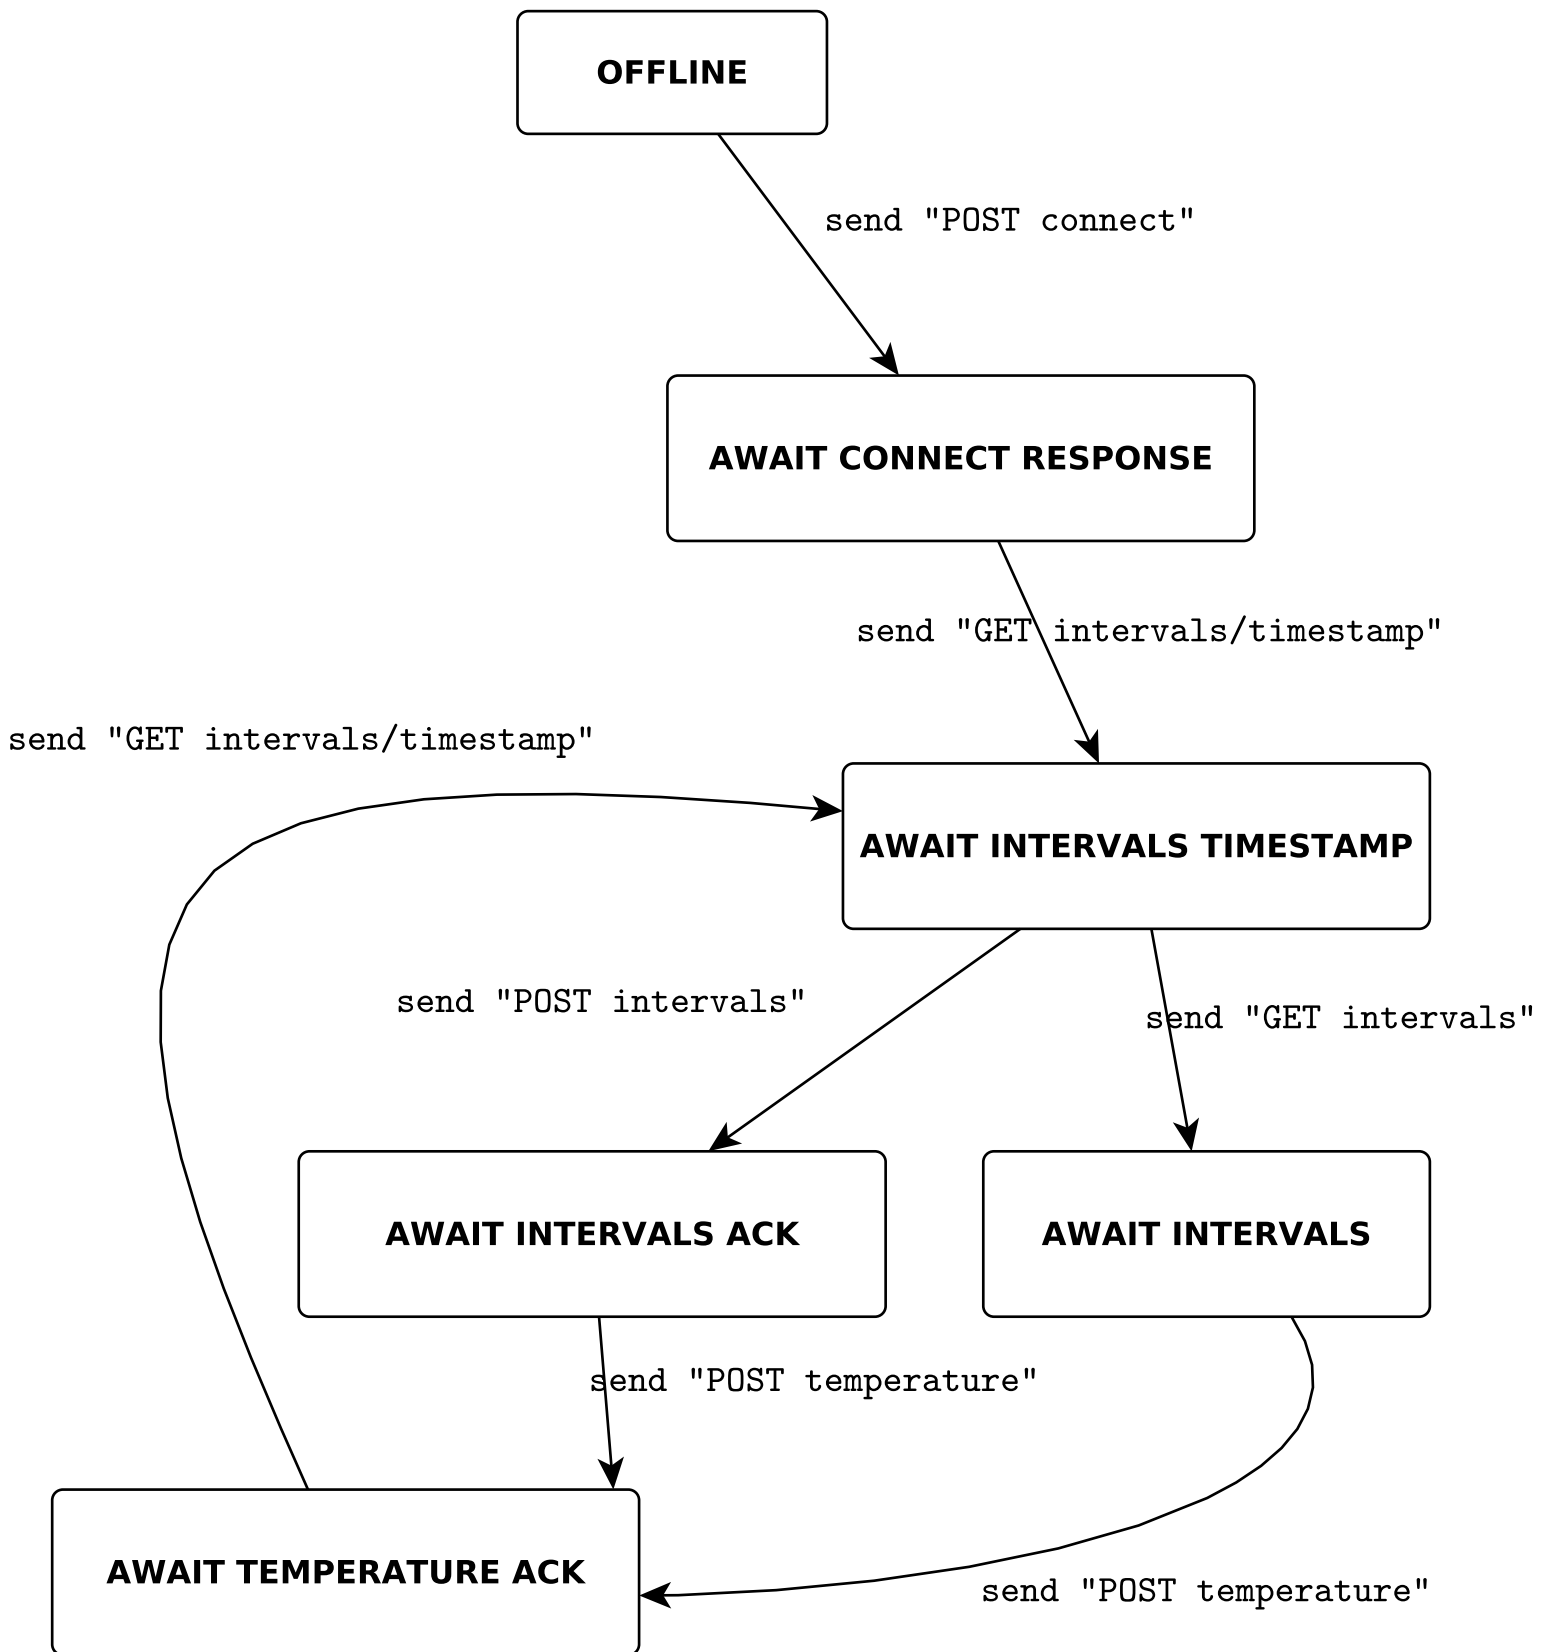 OFFLINE
send "POST connect"
AWAIT CONNECT RESPONSE
send "GET intervals/timestamp"
send "GET intervals/timestamp"
AWAIT INTERVALS TIMESTAMP
send "POST intervals"
send "GET intervals"
AWAIT INTERVALS ACK
AWAIT INTERVALS
send "POST temperature"
AWAIT TEMPERATURE ACK
send "POST temperature"